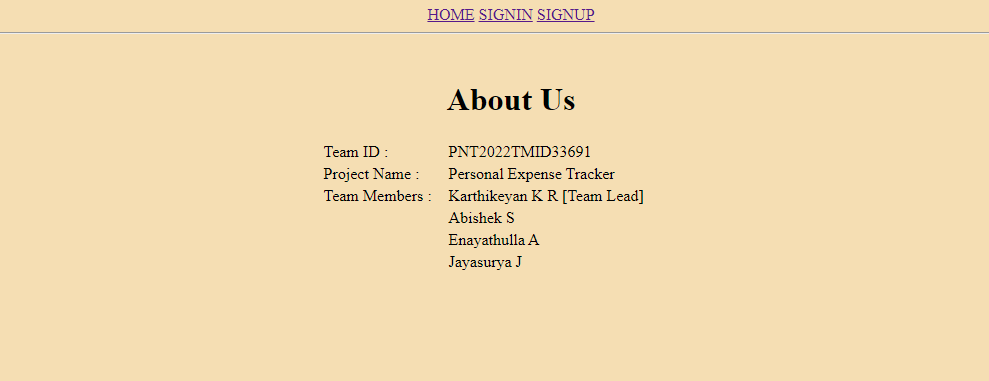 HOME SIGNIN SIGNUP
About Us
Team ID : PNT2022TMID33691
Project Name : Personal Expense Tracker
Team Members : Karthikeyan K R [Team Lead]
Abishek S
Enayathulla A
Jayasurya J